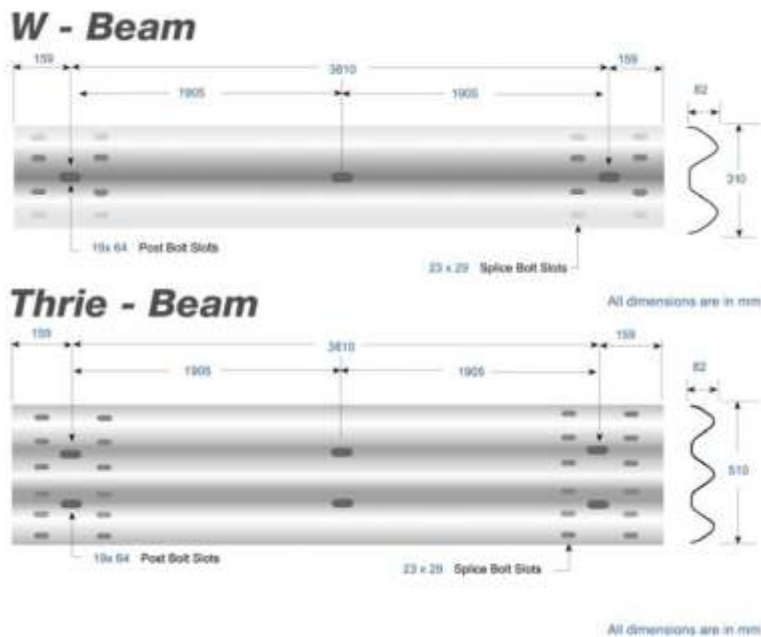 W - Beam
159 3810 159
1905 1905
82
310
19x 64 Post Bolt Slots
23 x 29 Splice Bolt Slots
Thrie - Beam
All dimensions are in mm
159 3810 159
1905 1905
82
510
19x 64 Post Bolt Slots
23 x 29 Splice Bolt Slots
All dimensions are in mm